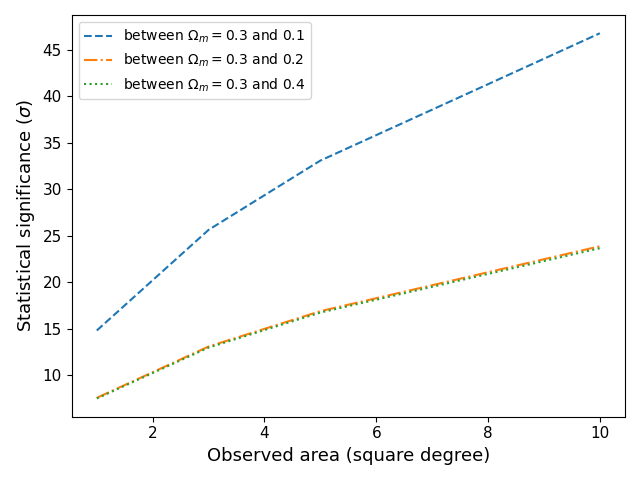 between Ωm = 0.3 and 0.1
between Ωm = 0.3 and 0.2
between Ωm = 0.3 and 0.4
Statistical significance (σ)
45
40
35
30
25
20
15
10
2 4 6 8 10
Observed area (square degree)